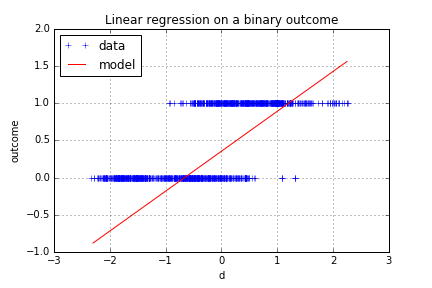 Linear regression on a binary outcome
data
model
2.0
1.5
1.0
0.5
0.0
−0.5
−1.0
outcome
−3 −2 −1 0 1 2 3
d